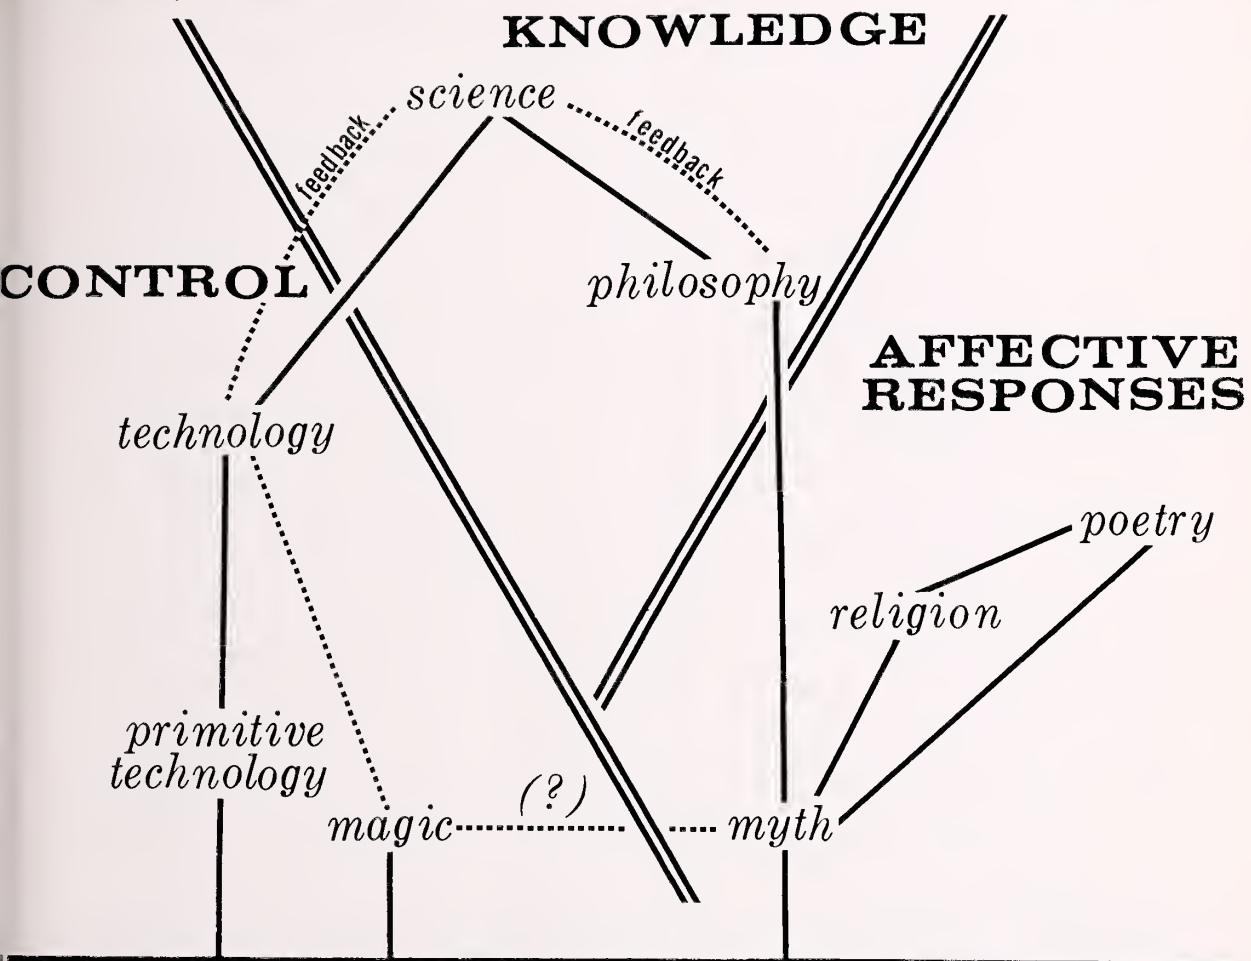 KNOWLEDGE
science
feedback
feedback
CONTROL
philosophy
AFFECTIVE
RESPONSES
technology
poetry
religion
primitive
technology
(?)
magic
myth